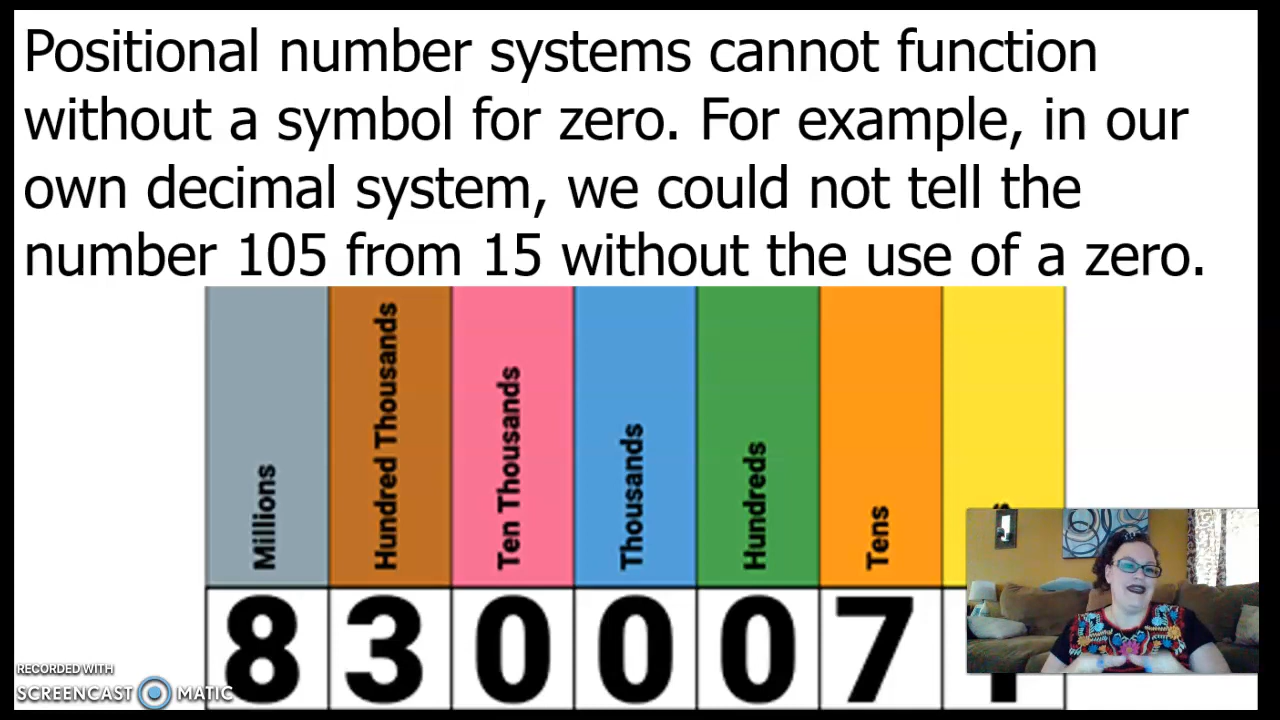 Positional number systems cannot function
without a symbol for zero. For example, in our
own decimal system, we could not tell the
number 105 from 15 without the use of a zero.
Millions
Hundred Thousands
Ten Thousands
Thousands
Hundreds
Tens
8 3 0 0 0 7
RECORDED WITH
SCREENCAST MATIC